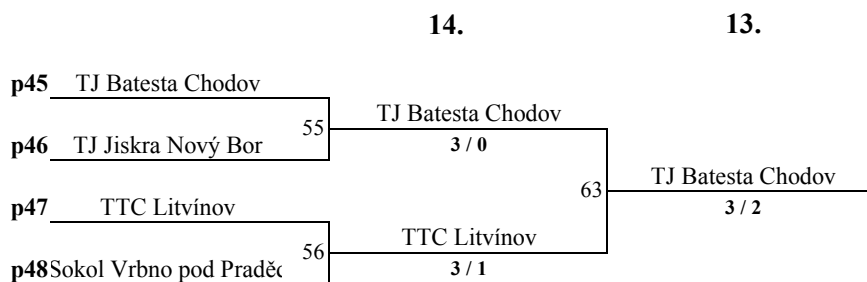 14. 13.
p45 TJ Batesta Chodov
55 TJ Batesta Chodov
p46 TJ Jiskra Nový Bor
3 / 0
63 TJ Batesta Chodov
p47 TTC Litvínov
3 / 2
56 TTC Litvínov
p48 Sokol Vrbno pod Praděd
3 / 1